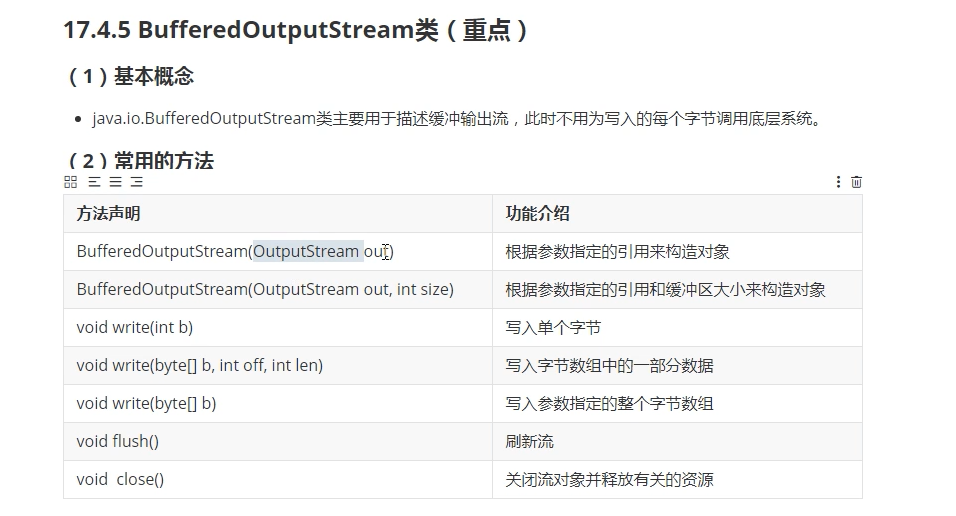 17.4.5 BufferedOutputStream类（重点）
（1）基本概念
java.io.BufferedOutputStream类主要用于描述缓冲输出流，此时不用为写入的每个字节调用底层系统。
（2）常用的方法
方法声明 功能介绍
BufferedOutputStream(OutputStream out) 根据参数指定的引用来构造对象
BufferedOutputStream(OutputStream out, int size) 根据参数指定的引用和缓冲区大小来构造对象
void write(int b) 写入单个字节
void write(byte[] b, int off, int len) 写入字节数组中的一部分数据
void write(byte[] b) 写入参数指定的整个字节数组
void flush() 刷新流
void  close() 关闭流对象并释放有关的资源